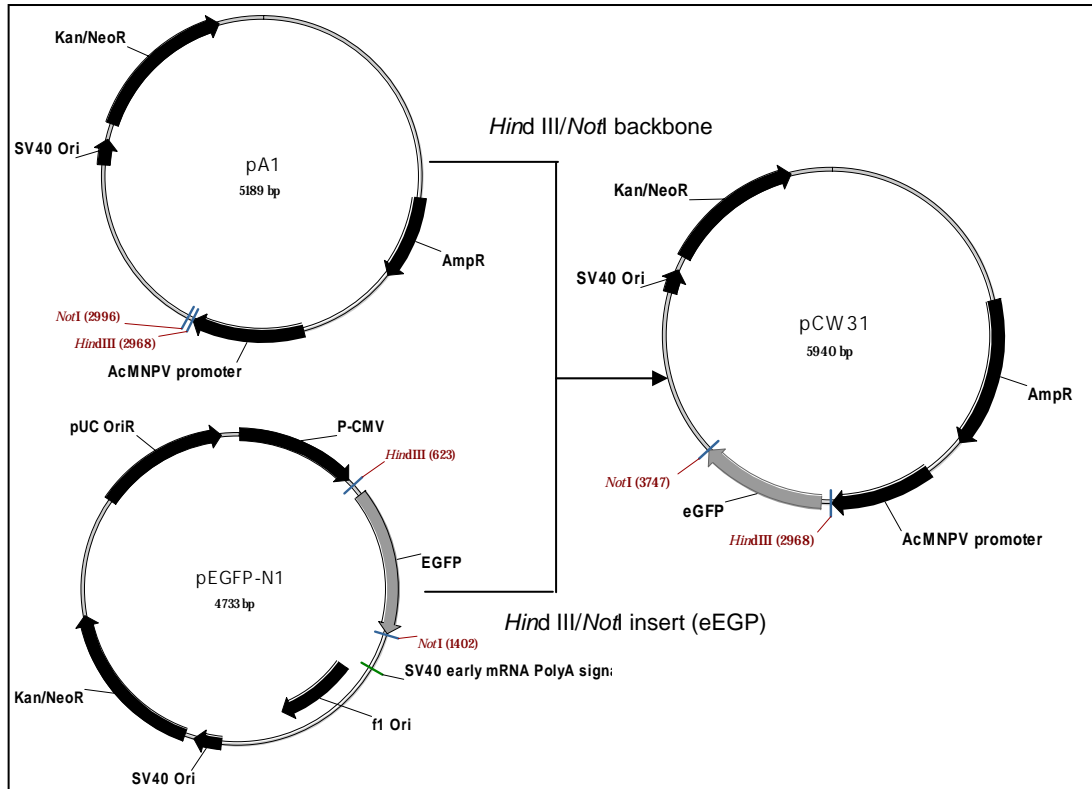 Kan/NeoR
SV40 Ori
pA1
5189 bp
AmpR
NotI (2996)
HindIII (2968)
AcMNPV promoter
Hind III/NotI backbone
pUC OriR
P-CMV
HindIII (623)
EGFP
pEGFP-N1
4733 bp
NotI (1402)
SV40 early mRNA PolyA signa
f1 Ori
Kan/NeoR
SV40 Ori
Hind III/NotI insert (eEGP)
Kan/NeoR
SV40 Ori
pCW31
5940 bp
AmpR
NotI (3747)
eGFP
HindIII (2968)
AcMNPV promoter